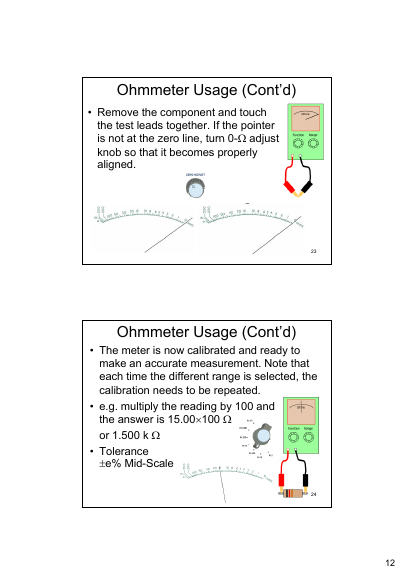 Ohmmeter Usage (Cont'd)
• Remove the component and touch
the test leads together. If the pointer
is not at the zero line, turn 0-Ω adjust
knob so that it becomes properly
aligned.
Function Range
ZERO ADJUST
23
Ohmmeter Usage (Cont'd)
• The meter is now calibrated and ready to
make an accurate measurement. Note that
each time the different range is selected, the
calibration needs to be repeated.
• e.g. multiply the reading by 100 and
the answer is 15.00×100 Ω
or 1.500 k Ω
• Tolerance
±e% Mid-Scale
Function Range
24
12